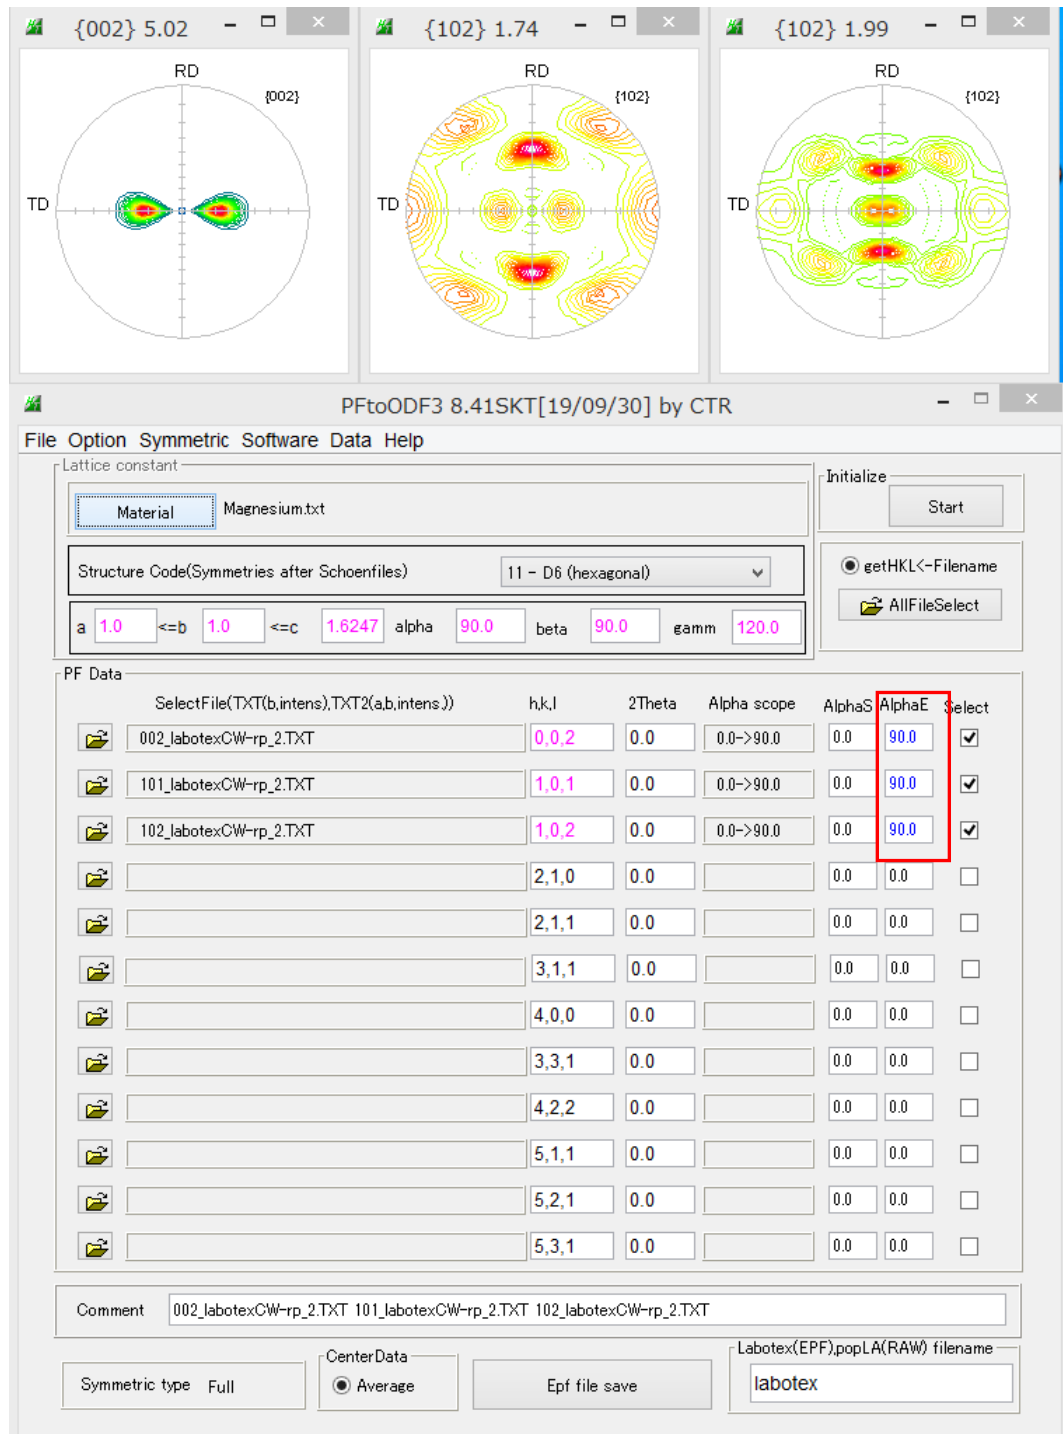 {002} 5.02
{102} 1.74
{102} 1.99
RD
{002}
TD
RD
{102}
TD
RD
{102}
TD
PFtoODF3 8.41SKT[19/09/30] by CTR
File Option Symmetric Software Data Help
Lattice constant
Material Magnesium.txt
Initialize
Start
Structure Code(Symmetries after Schoenfiles) 11 - D6 (hexagonal)
getHKL<-Filename
AllFileSelect
a 1.0 <=b 1.0 <=c 1.6247 alpha 90.0 beta 90.0 gamm 120.0
PF Data
SelectFile(TXT(b,intens),TXT2(a,b,intens.)) h,k,l 2Theta Alpha scope AlphaS AlphaE Select
002_labotexCW-rp_2.TXT 0,0,2 0.0 0.0->90.0 0.0 90.0
101_labotexCW-rp_2.TXT 1,0,1 0.0 0.0->90.0 0.0 90.0
102_labotexCW-rp_2.TXT 1,0,2 0.0 0.0->90.0 0.0 90.0
2,1,0 0.0 0.0 0.0
2,1,1 0.0 0.0 0.0
3,1,1 0.0 0.0 0.0
4,0,0 0.0 0.0 0.0
3,3,1 0.0 0.0 0.0
4,2,2 0.0 0.0 0.0
5,1,1 0.0 0.0 0.0
5,2,1 0.0 0.0 0.0
5,3,1 0.0 0.0 0.0
Comment 002_labotexCW-rp_2.TXT 101_labotexCW-rp_2.TXT 102_labotexCW-rp_2.TXT
Symmetric type Full
CenterData
Average
Epf file save
Labotex(EPF),popLA(RAW) filename
labotex